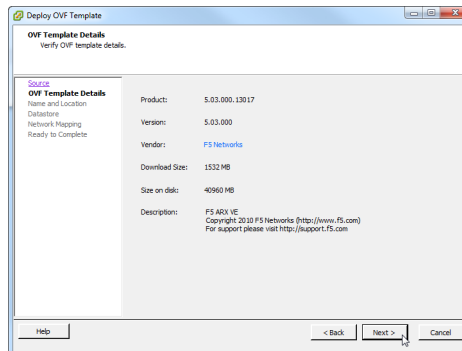 Deploy OVF Template
OVF Template Details
Verify OVF template details.
Source
OVF Template Details
Name and Location
Datastore
Network Mapping
Ready to Complete
Product: 5.03.000.13017
Version: 5.03.000
Vendor: F5 Networks
Download Size: 1532 MB
Size on disk: 40960 MB
Description: F5 ARX VE
Copyright 2010 F5 Networks (http://www.f5.com)
For support please visit http://support.f5.com
Help
< Back
Next >
Cancel